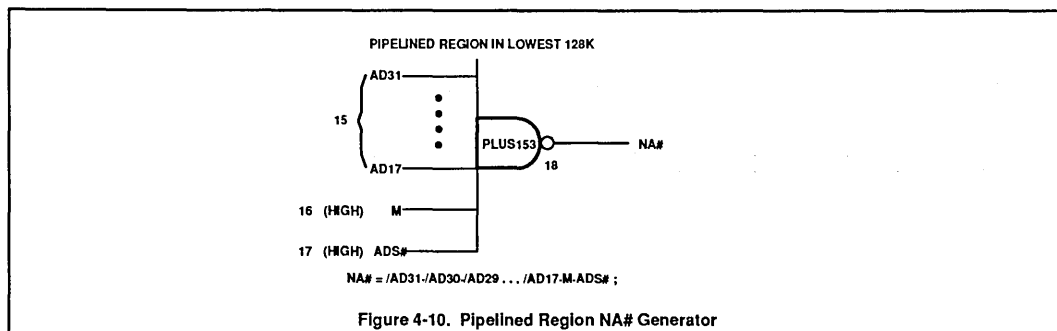 PIPELINED REGION IN LOWEST 128K
AD31
15
PLUS153
NA#
18
AD17
16 (HIGH) M
17 (HIGH) ADS#
NA# = /AD31·/AD30·/AD29 . . . /AD17·M·ADS# ;
Figure 4-10. Pipelined Region NA# Generator